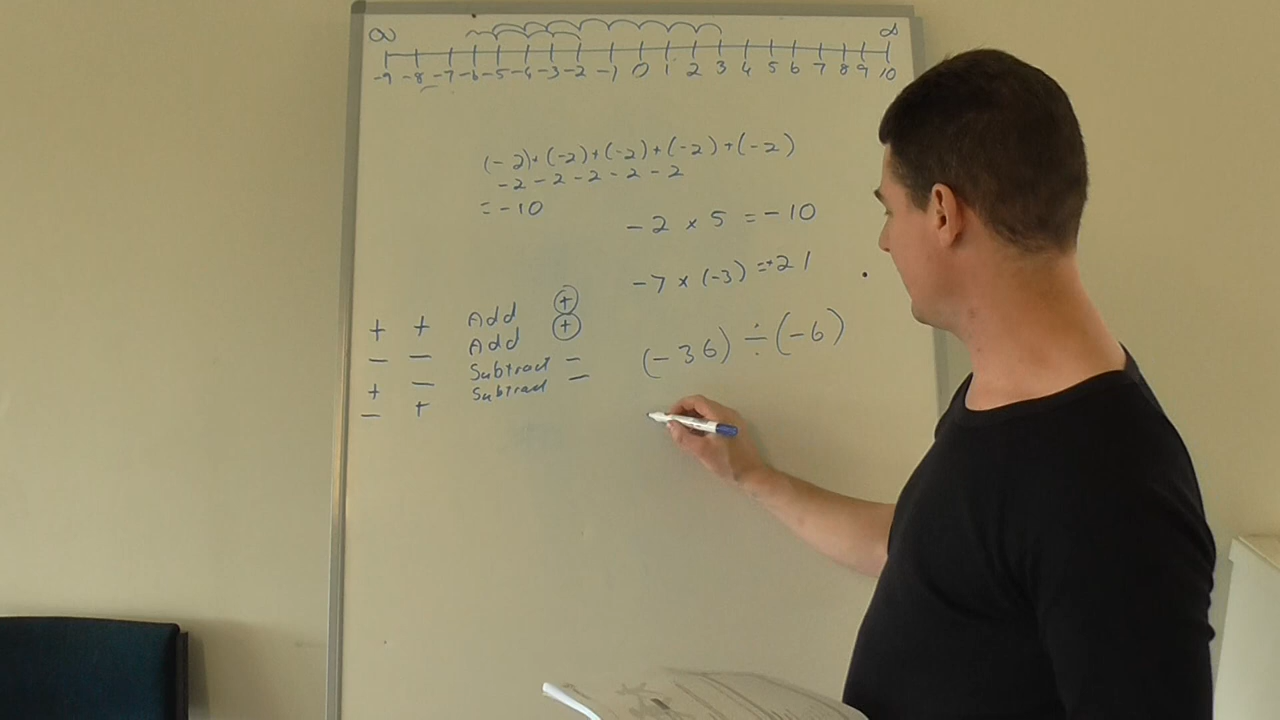 ∞ ∞
-9 -8 -7 -6 -5 -4 -3 -2 -1 0 1 2 3 4 5 6 7 8 9 10
(-2)+(-2)+(-2)+(-2)+(-2)
-2-2-2-2-2
=-10
-2 × 5 =-10
-7 × (-3) =+21
+ + Add +
- - Add +
+ - Subtract -
- + Subtract -
(-36) ÷ (-6)